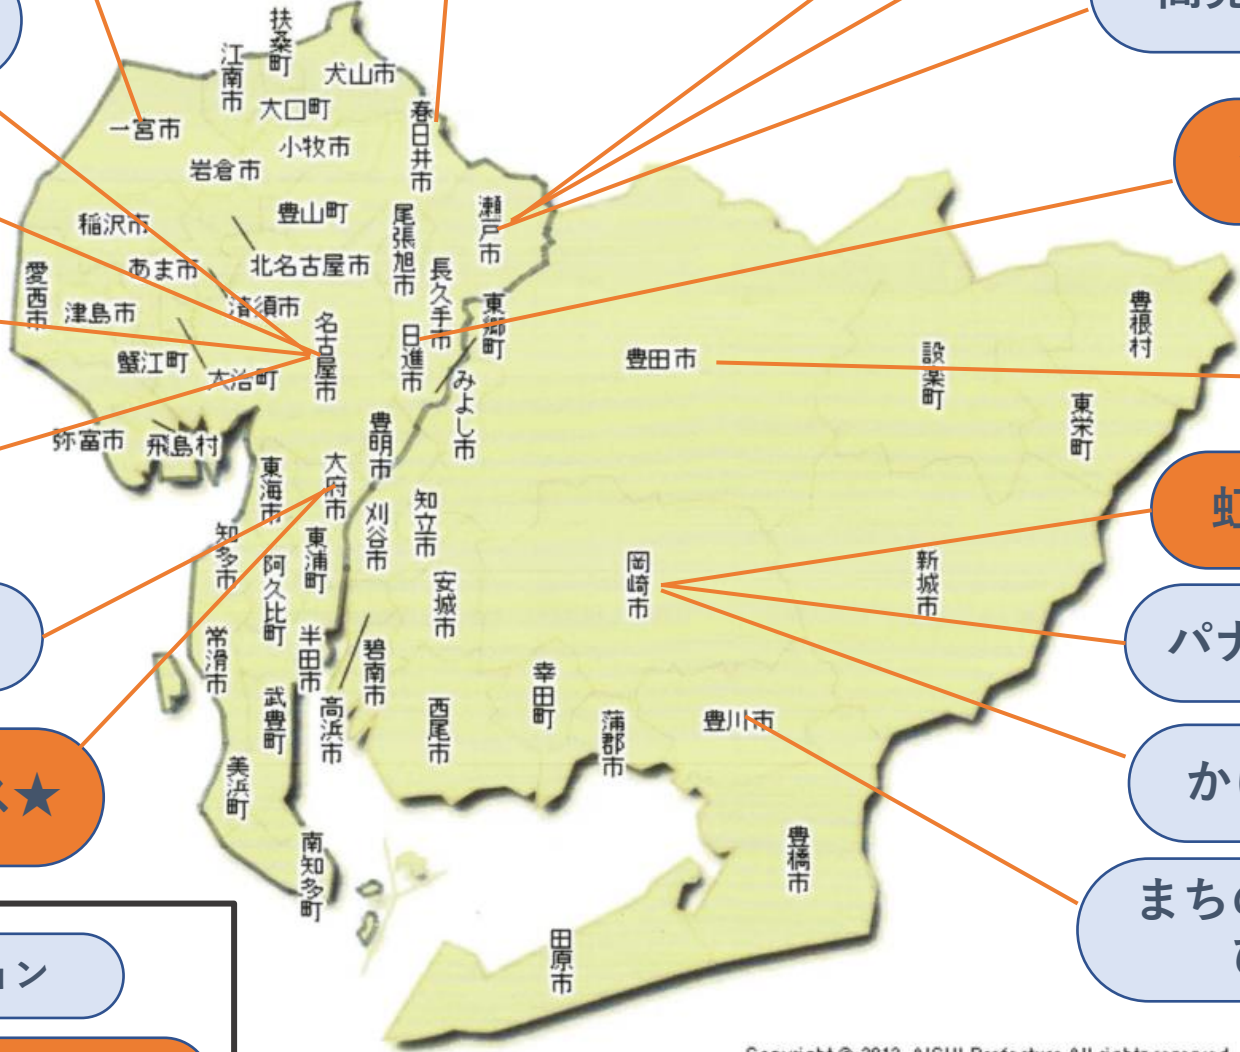 扶桑町
江南市
犬山市
大口町
春日井市
一宮市
小牧市
岩倉市
瀬戸市
豊山町
稲沢市
尾張旭市
あま市
北名古屋市
長久手市
愛西市
清須市
東郷町
豊根村
津島市
名古屋市
日進市
豊田市
設楽町
蟹江町
大治町
みよし市
東栄町
豊明市
弥富市
飛島村
大府市
東海市
知立市
刈谷市
虹
知多市
東浦町
阿久比町
岡崎市
新城市
安城市
パナ
常滑市
半田市
碧南市
幸田町
武豊町
高浜市
西尾市
蒲郡市
豊川市
美浜町
ス★
か
豊橋市
南知多町
まちの
田原市
ョン